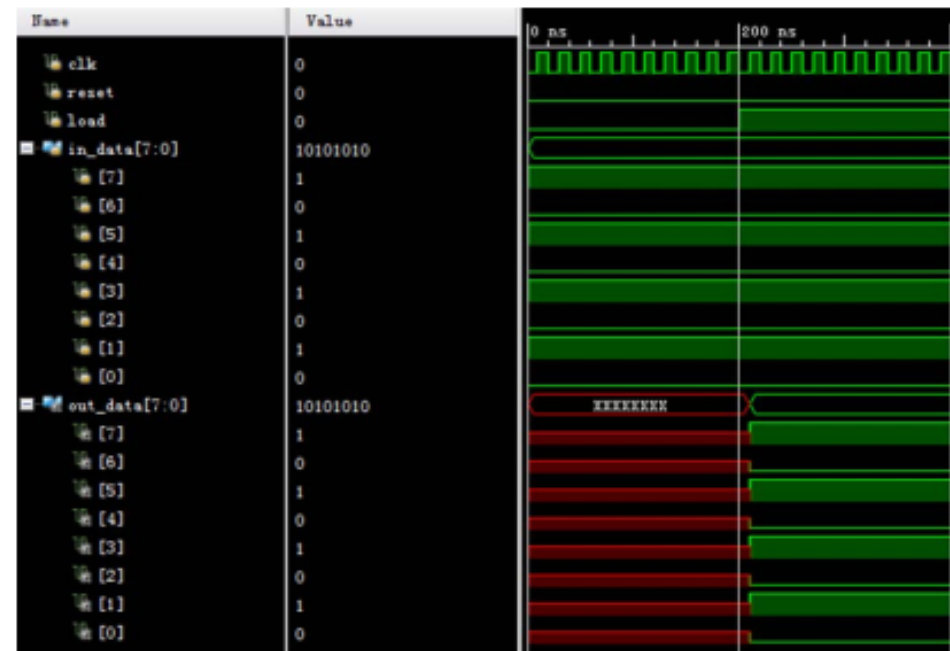 Name Value
0 ns 200 ns
clk 0
reset 0
load 0
in_data[7:0] 10101010
[7] 1
[6] 0
[5] 1
[4] 0
[3] 1
[2] 0
[1] 1
[0] 0
out_data[7:0] 10101010 XXXXXXXX
[7] 1
[6] 0
[5] 1
[4] 0
[3] 1
[2] 0
[1] 1
[0] 0